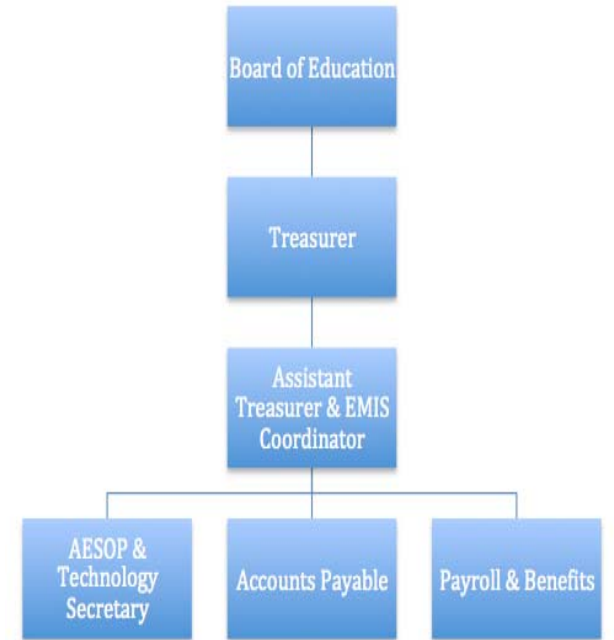 Board of Education
Treasurer
Assistant
Treasurer & EMIS
Coordinator
AESOP &
Technology
Secretary
Accounts Payable
Payroll & Benefits